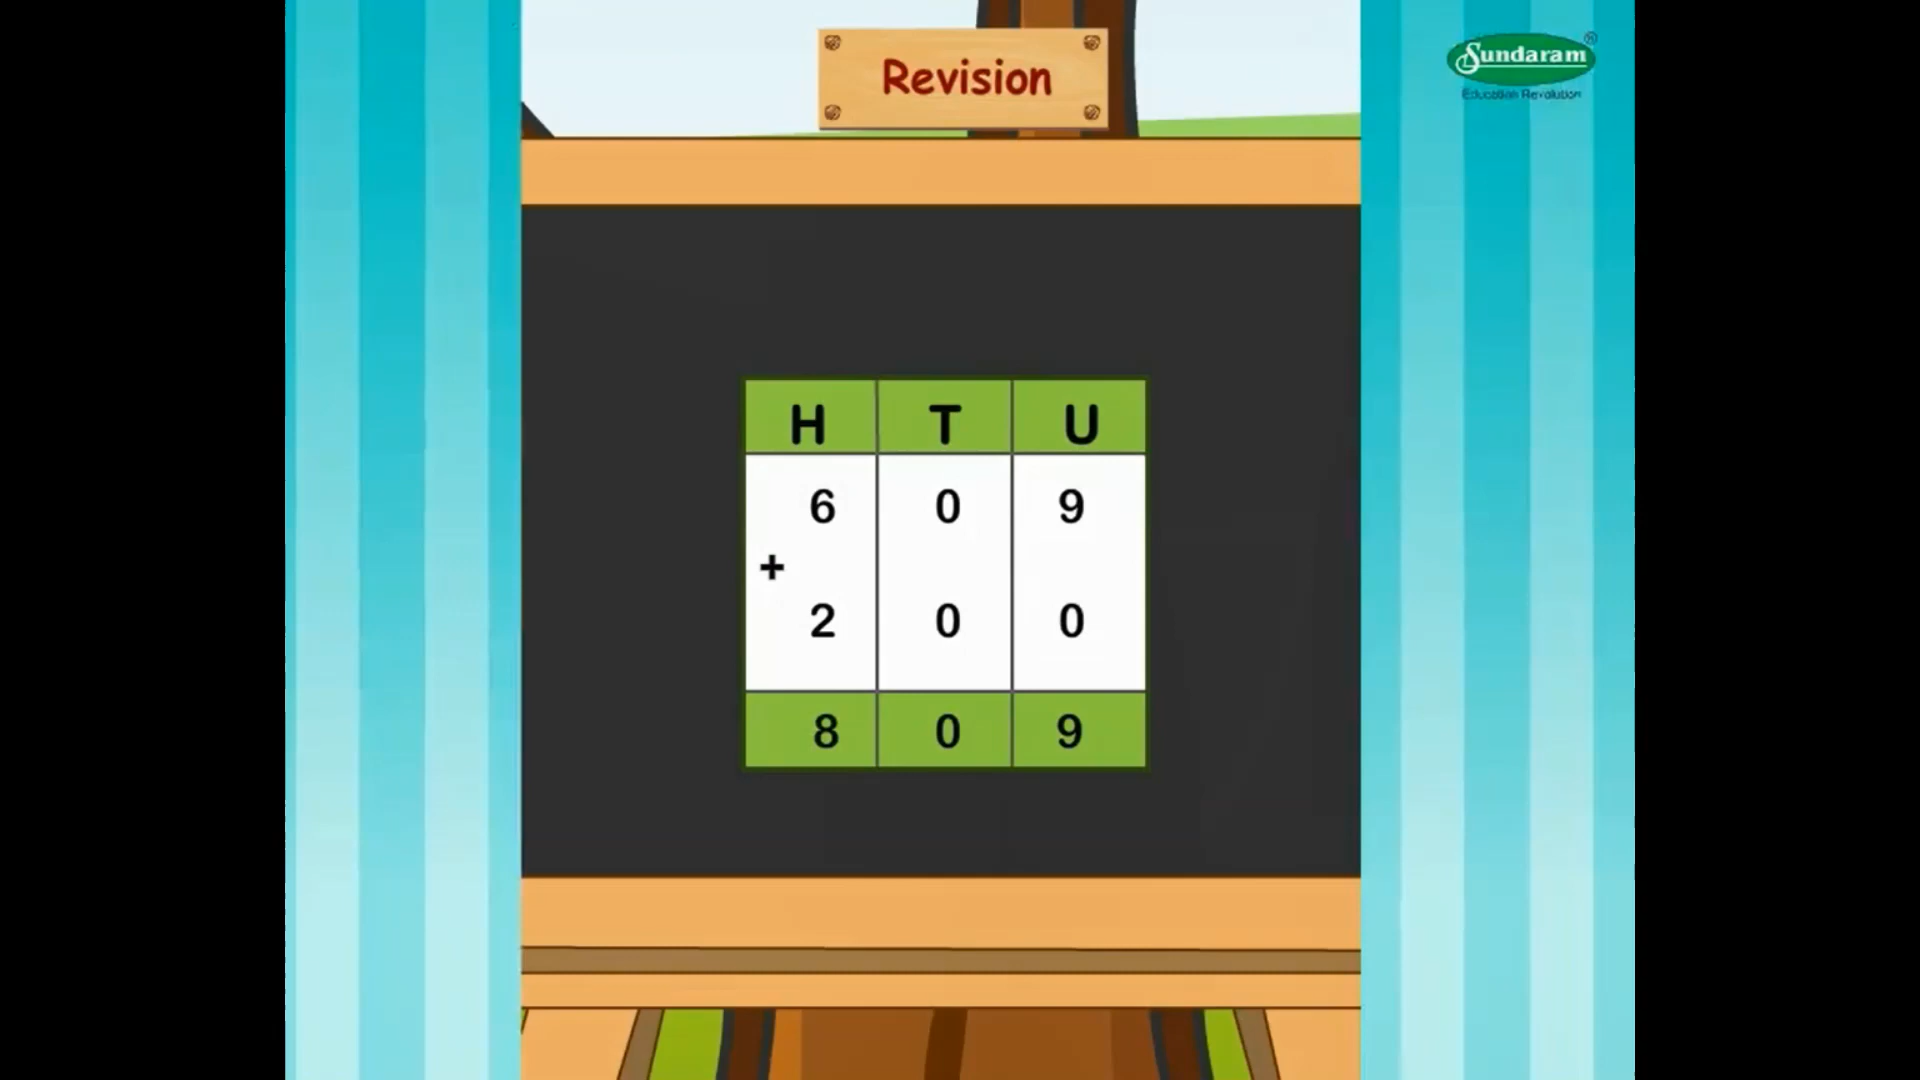 Revision
Sundaram®
Education Revolution
H T U
6 0 9
+
2 0 0
8 0 9